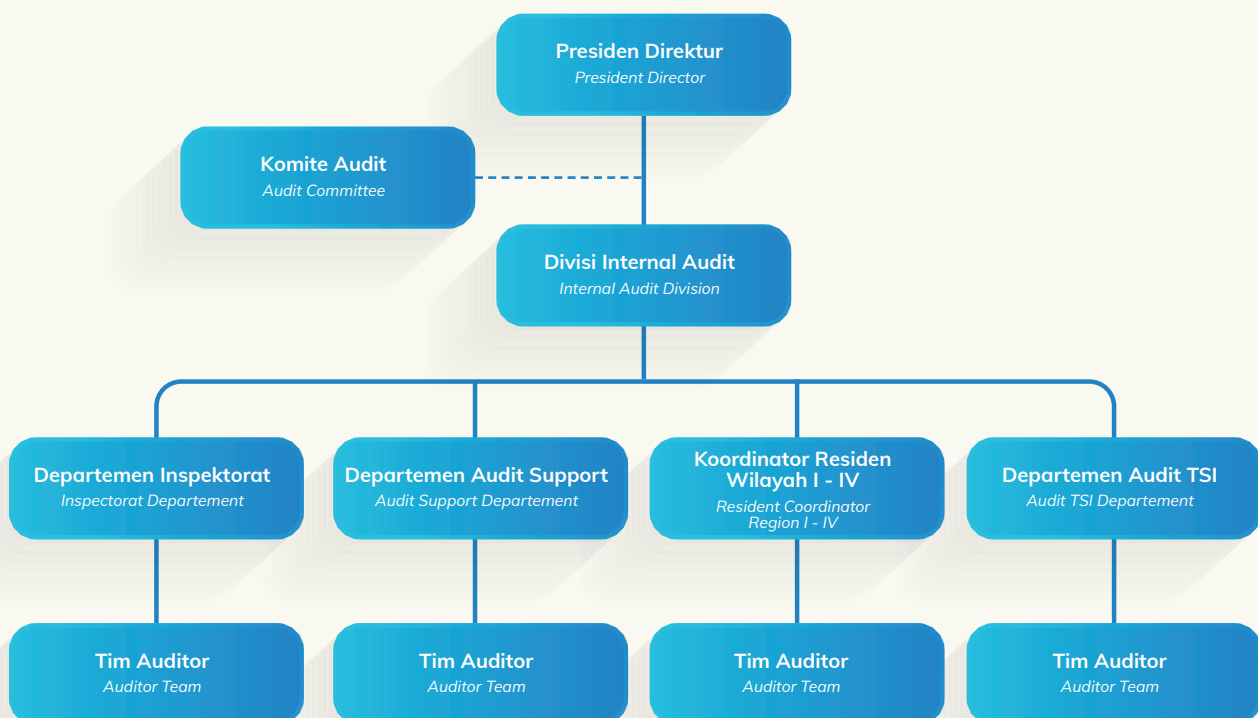 Presiden Direktur
President Director
Komite Audit
Audit Committee
Divisi Internal Audit
Internal Audit Division
Departemen Inspektorat
Inspectorat Departement
Departemen Audit Support
Audit Support Departement
Koordinator Residen
Wilayah I - IV
Resident Coordinator
Region I - IV
Departemen Audit TSI
Audit TSI Departement
Tim Auditor
Auditor Team
Tim Auditor
Auditor Team
Tim Auditor
Auditor Team
Tim Auditor
Auditor Team